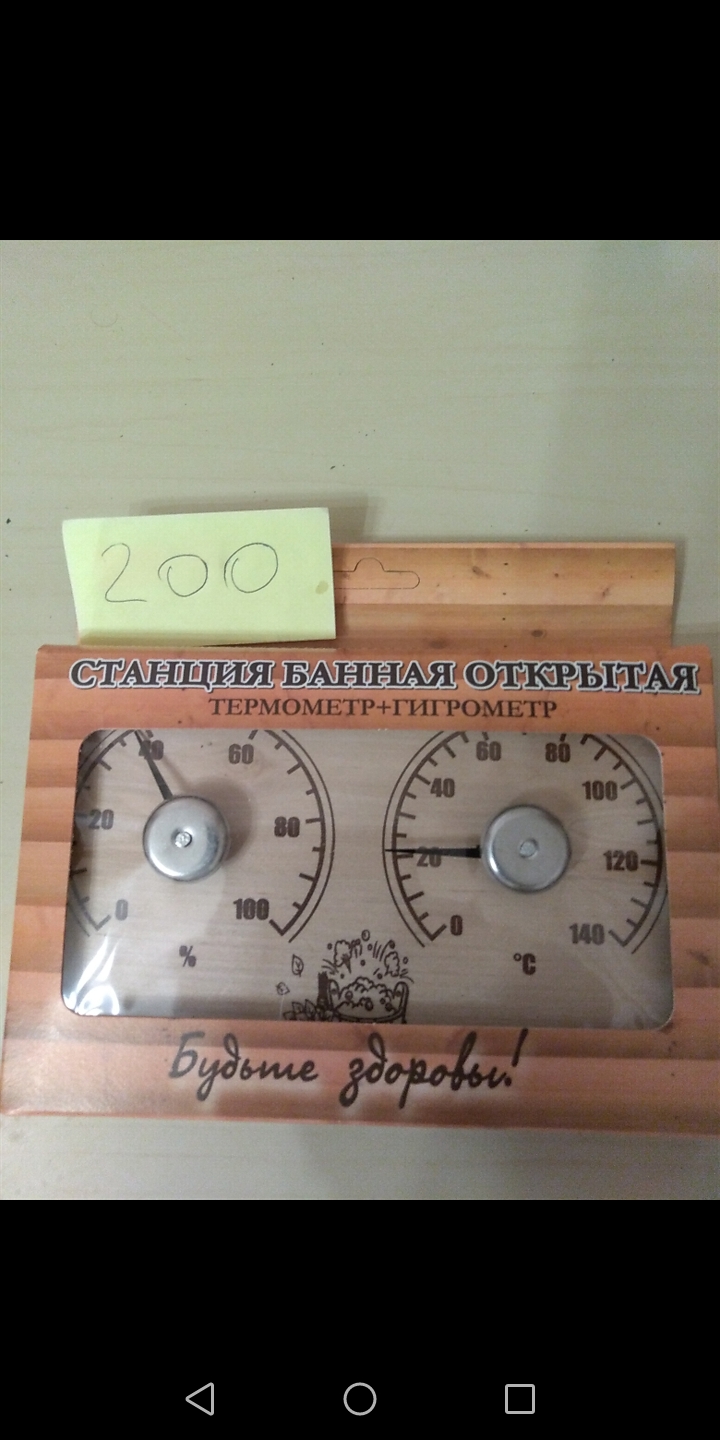 200
СТАНЦИЯ БАННАЯ ОТКРЫТАЯ
ТЕРМОМЕТР+ГИГРОМЕТР
0 20 40 60 80 100
%
0 20 40 60 80 100 120 140
°C
Будьте здоровы!